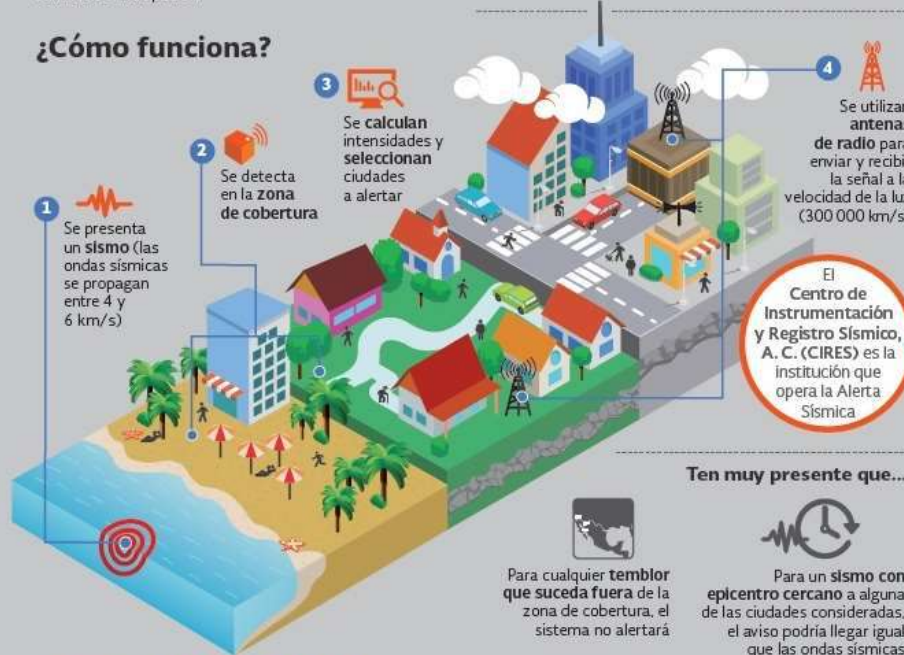 ¿Cómo funciona?
1
Se presenta
un sismo (las
ondas sísmicas
se propagan
entre 4 y
6 km/s)
2
Se detecta
en la zona
de cobertura
3
Se calculan
intensidades y
seleccionan
ciudades
a alertar
4
Se utilizan
antenas
de radio para
enviar y recibi
la señal a la
velocidad de la lu
(300 000 km/s
El
Centro de
Instrumentación
y Registro Sísmico,
A. C. (CIRES) es la
institución que
opera la Alerta
Sísmica
Ten muy presente que...
Para cualquier temblor
que suceda fuera de la
zona de cobertura, el
sistema no alertará
Para un sismo con
epicentro cercano a alguna
de las ciudades consideradas,
el aviso podría llegar igual
que las ondas sísmicas